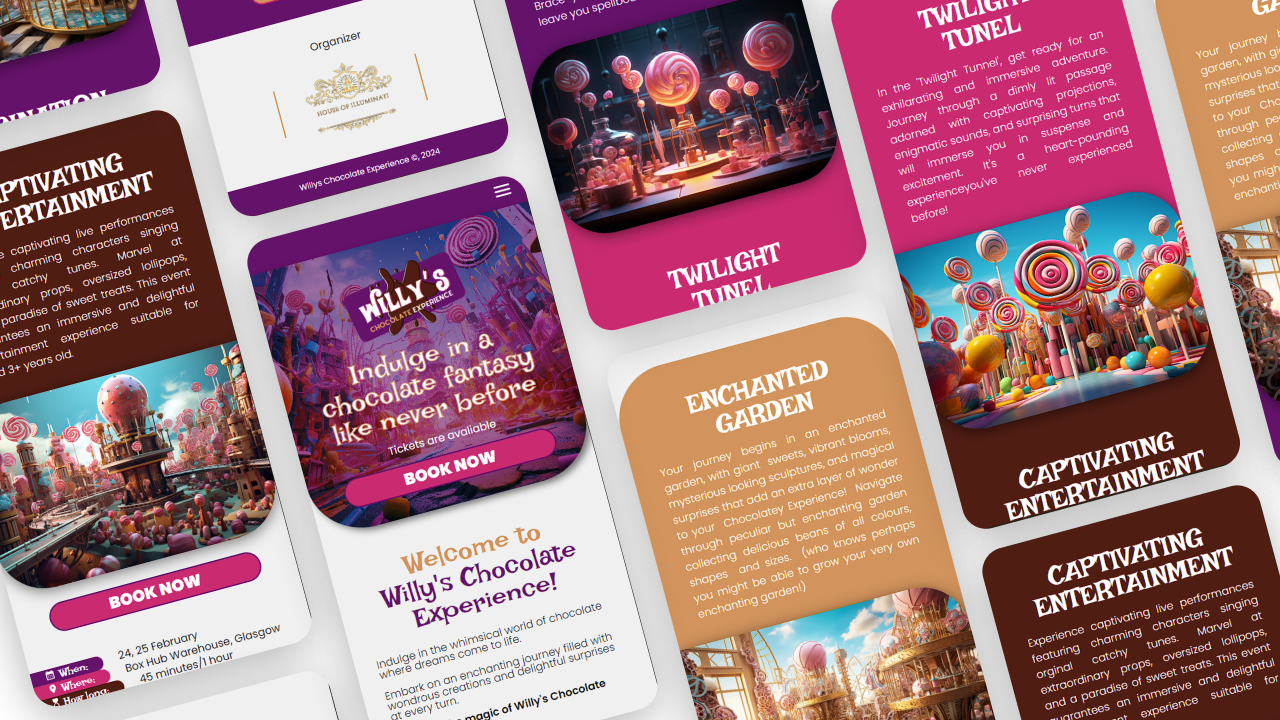 CAPTIVATING
ENTERTAINMENT
captivating live performances
charming characters singing
catchy tunes. Marvel at
props, oversized lollipops,
paradise of sweet treats. This event
an immersive and delightful
experience suitable for
3+ years old.
BOOK NOW
When:
Where:
How long:
24, 25 February
Box Hub Warehouse, Glasgow
45 minutes/1 hour
Organizer
HOUSE OF ILLUMINATI
Willys Chocolate Experience ©, 2024
WILLY'S
CHOCOLATE EXPERIENCE
Indulge in a
chocolate fantasy
like never before
Tickets are avaliable
BOOK NOW
Welcome to
Willy's Chocolate
Experience!
Indulge in the whimsical world of chocolate
where dreams come to life.
Embark on an enchanting journey filled with
wondrous creations and delightful surprises
at every turn.
magic of Willy's Chocolate
leave you
TWILIGHT
TUNEL
ENCHANTED
GARDEN
Your journey begins in an enchanted
garden, with giant sweets, vibrant blooms,
mysterious looking sculptures, and magical
surprises that add an extra layer of wonder
to your Chocolatey Experience! Navigate
through peculiar but enchanting garden
collecting delicious beans of all colours,
shapes and sizes. (who knows perhaps
you might be able to grow your very own
enchanting garden!)
TWILIGHT
TUNEL
In the 'Twilight Tunnel', get ready for an
exhilarating and immersive adventure.
Journey through a dimly lit passage
adorned with captivating projections,
enigmatic sounds, and surprising turns that
will immerse you in suspense and
excitement. It's a heart-pounding
experienceyou've never experienced
before!
CAPTIVATING
ENTERTAINMENT
CAPTIVATING
ENTERTAINMENT
Experience captivating live performances
featuring charming characters singing
orginal catchy tunes. Marvel at
extraordinary props, oversized lollipops,
and a paradise of sweet treats. This event
guarantees an immersive and delightful
experience suitable for
Your journey
garden, with
mysterious
surprises that
to your
through
collecting
shapes
you might